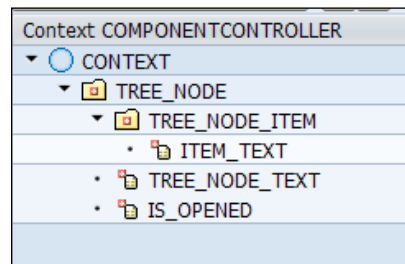 Context COMPONENTCONTROLLER
CONTEXT
TREE_NODE
TREE_NODE_ITEM
ITEM_TEXT
TREE_NODE_TEXT
IS_OPENED